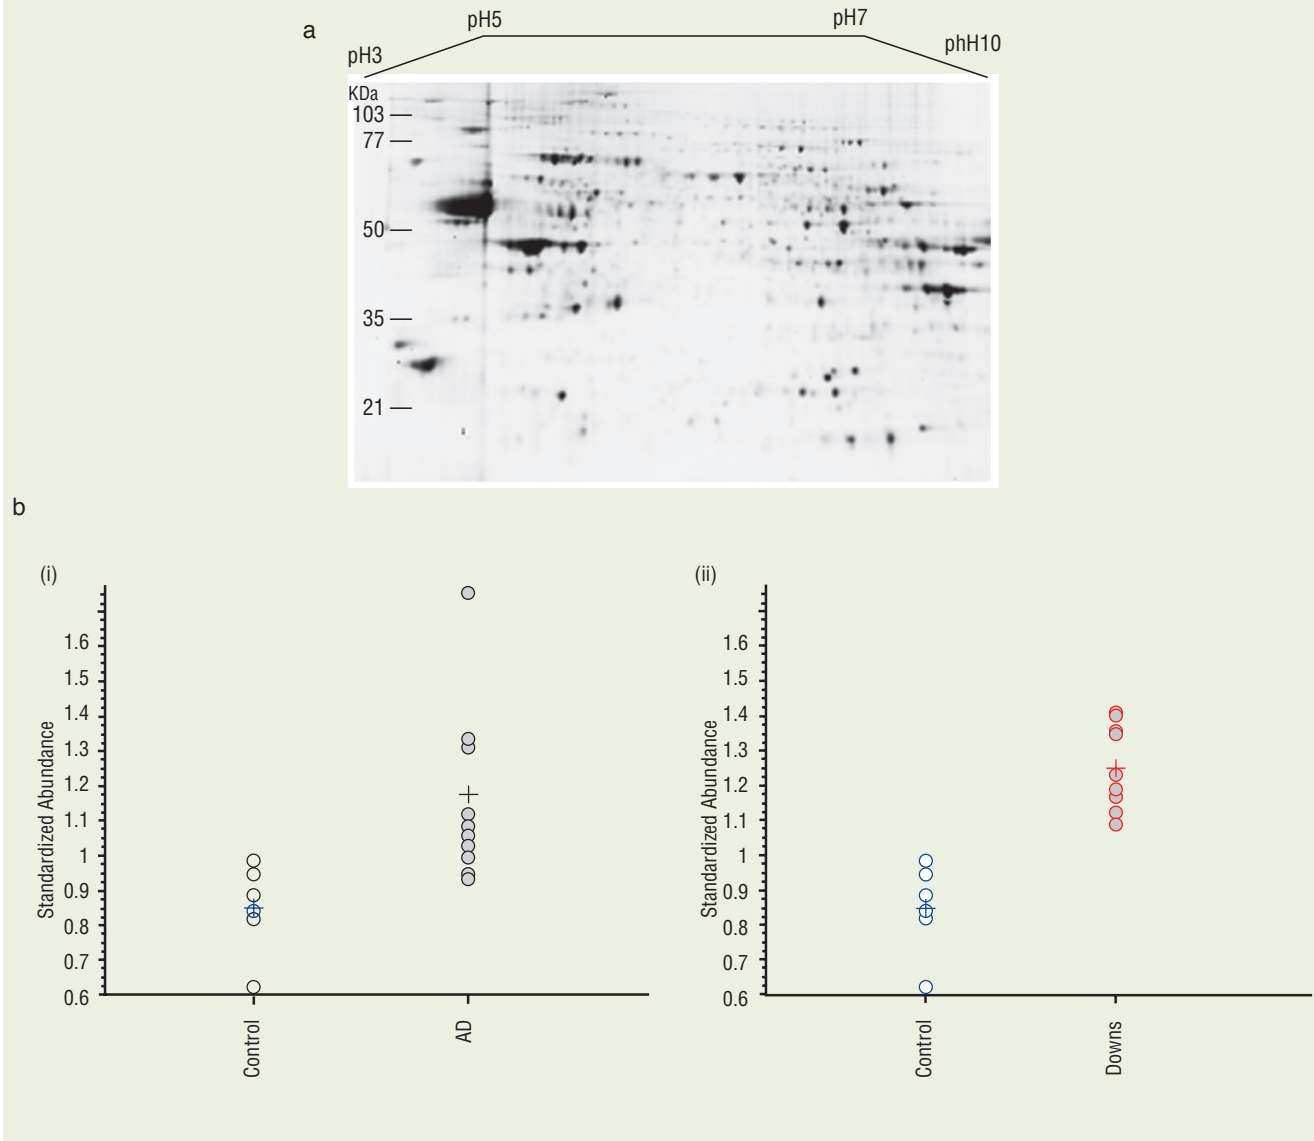 a
pH3
pH5
pH7
phH10
KDa
103
77
50
35
21
b
(i)
Standardized Abundance
1.6
1.5
1.4
1.3
1.2
1.1
1
0.9
0.8
0.7
0.6
Control
AD
(ii)
Standardized Abundance
1.6
1.5
1.4
1.3
1.2
1.1
1
0.9
0.8
0.7
0.6
Control
Downs